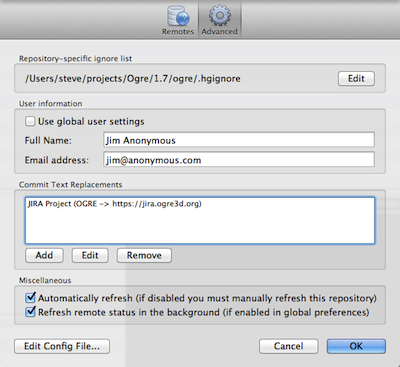 Remotes Advanced
Repository-specific ignore list
/Users/steve/projects/Ogre/1.7/ogre/.hgignore Edit
User information
Use global user settings
Full Name: Jim Anonymous
Email address: jim@anonymous.com
Commit Text Replacements
JIRA Project (OGRE -> https://jira.ogre3d.org)
Add Edit Remove
Miscellaneous
Automatically refresh (if disabled you must manually refresh this repository)
Refresh remote status in the background (if enabled in global preferences)
Edit Config File... Cancel OK